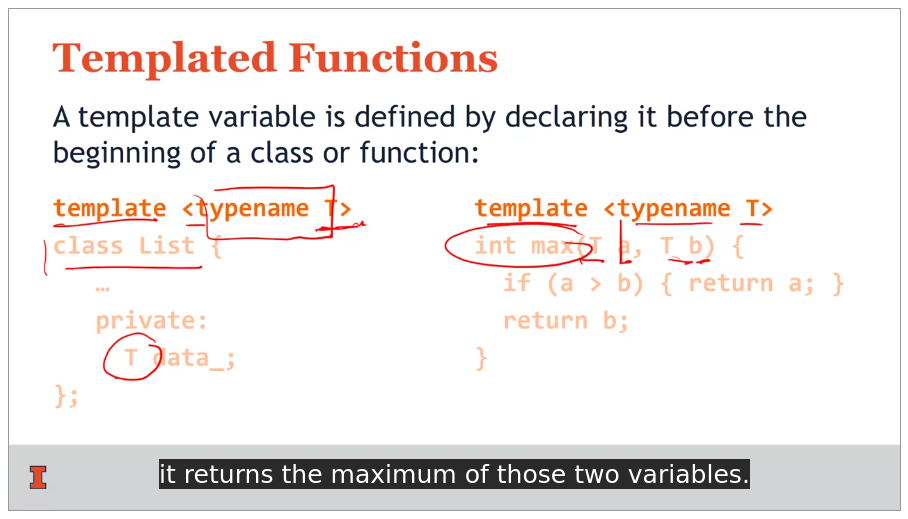 Templated Functions
A template variable is defined by declaring it before the
beginning of a class or function:
template <typename T>
class List {
…
private:
T data_;
};
template <typename T>
int max(T a, T b) {
if (a > b) { return a; }
return b;
}
it returns the maximum of those two variables.